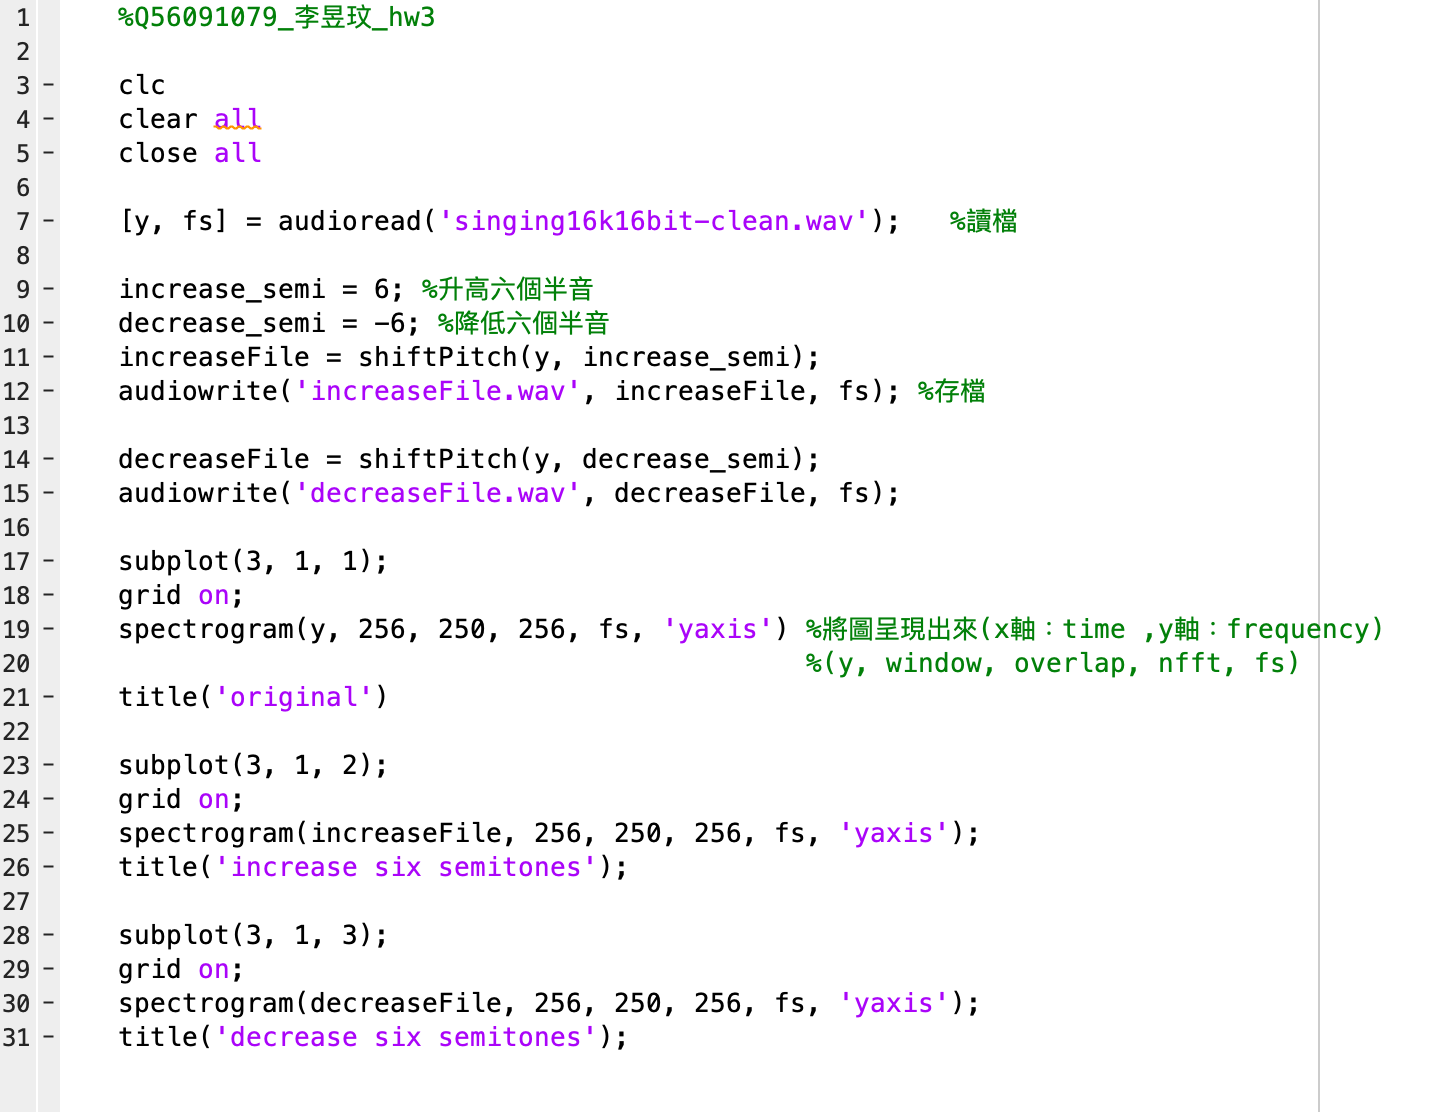 1 %Q56091079_李昱玟_hw3
2
3 - clc
4 - clear all
5 - close all
6
7 - [y, fs] = audioread('singing16k16bit-clean.wav');   %讀檔
8
9 - increase_semi = 6; %升高六個半音
10 - decrease_semi = -6; %降低六個半音
11 - increaseFile = shiftPitch(y, increase_semi);
12 - audiowrite('increaseFile.wav', increaseFile, fs); %存檔
13
14 - decreaseFile = shiftPitch(y, decrease_semi);
15 - audiowrite('decreaseFile.wav', decreaseFile, fs);
16
17 - subplot(3, 1, 1);
18 - grid on;
19 - spectrogram(y, 256, 250, 256, fs, 'yaxis') %將圖呈現出來(x軸：time ,y軸：frequency)
20 %(y, window, overlap, nfft, fs)
21 - title('original')
22
23 - subplot(3, 1, 2);
24 - grid on;
25 - spectrogram(increaseFile, 256, 250, 256, fs, 'yaxis');
26 - title('increase six semitones');
27
28 - subplot(3, 1, 3);
29 - grid on;
30 - spectrogram(decreaseFile, 256, 250, 256, fs, 'yaxis');
31 - title('decrease six semitones');